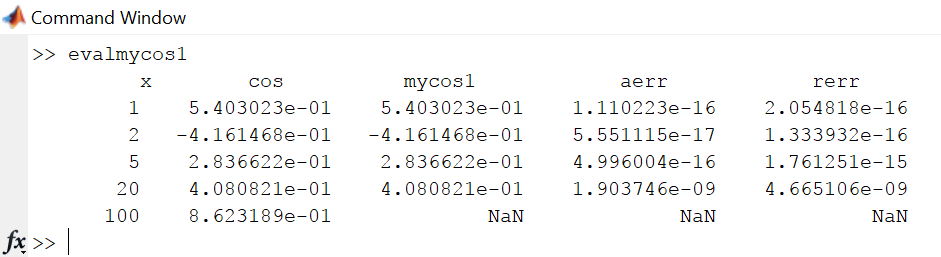 Command Window
>> evalmycos1
x cos mycos1 aerr rerr
1 5.403023e-01 5.403023e-01 1.110223e-16 2.054818e-16
2 -4.161468e-01 -4.161468e-01 5.551115e-17 1.333932e-16
5 2.836622e-01 2.836622e-01 4.996004e-16 1.761251e-15
20 4.080821e-01 4.080821e-01 1.903746e-09 4.665106e-09
100 8.623189e-01 NaN NaN NaN
fx >>